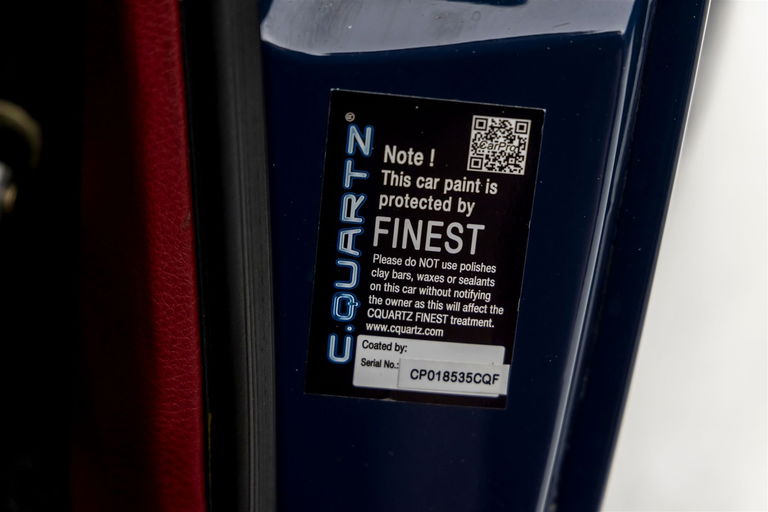 C.QUARTZ®
CarPro
Note !
This car paint is
protected by
FINEST
Please do NOT use polishes
clay bars, waxes or sealants
on this car without notifying
the owner as this will affect the
CQUARTZ FINEST treatment.
www.cquartz.com
Coated by:
Serial No.:
CP018535CQF